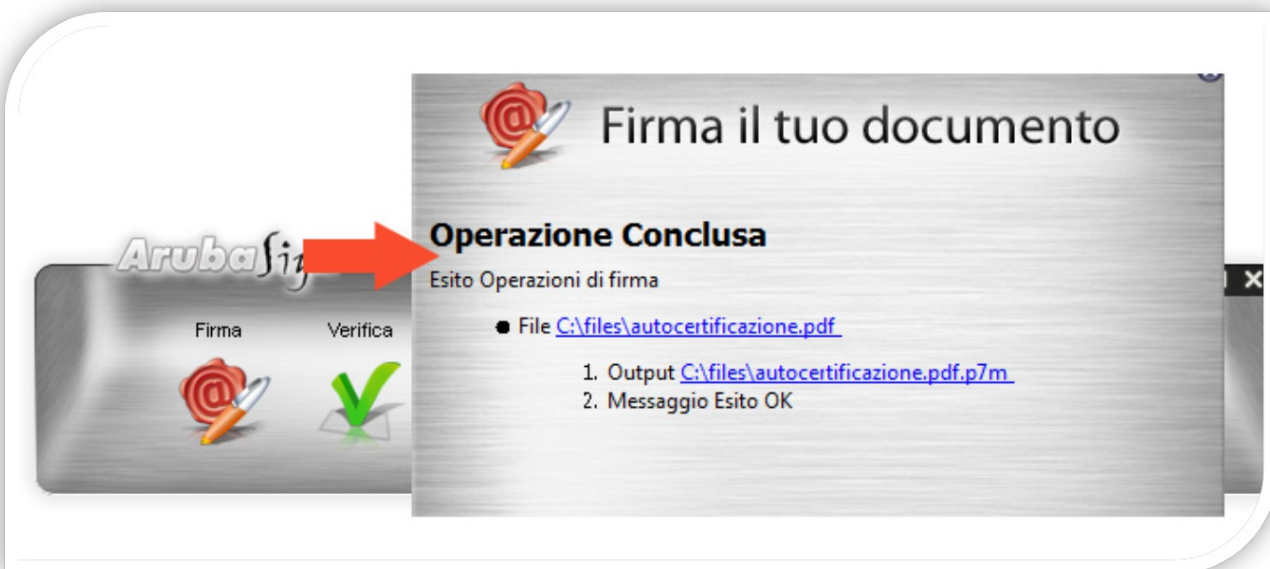 Firma il tuo documento
Operazione Conclusa
Esito Operazioni di firma
File C:\files\autocertificazione.pdf
1. Output C:\files\autocertificazione.pdf.p7m
2. Messaggio Esito OK
Aruba
Firma
Verifica